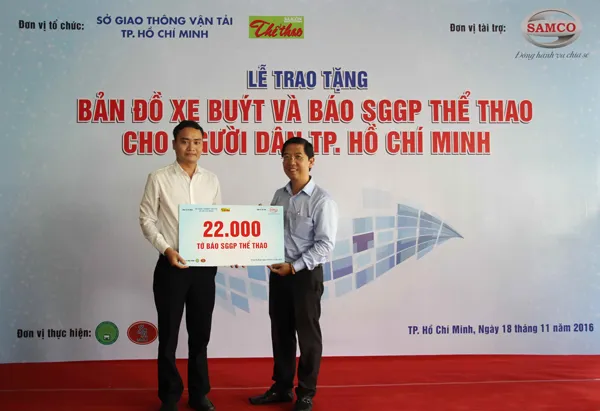 Đơn vị tổ chức:
SỞ GIAO THÔNG VẬN TẢI
TP. HỒ CHÍ MINH
SGGP
Thể thao
Đơn vị tài trợ:
SAMCO
Đồng hành và chia sẻ
LỄ TRAO TẶNG
BẢN ĐỒ XE BUÝT VÀ BÁO SGGP THỂ THAO
CHO NGƯỜI DÂN TP. HỒ CHÍ MINH
22.000
TỜ BÁO SGGP THỂ THAO
Đơn vị thực hiện:
TP. Hồ Chí Minh, Ngày 18 tháng 11 năm 2016